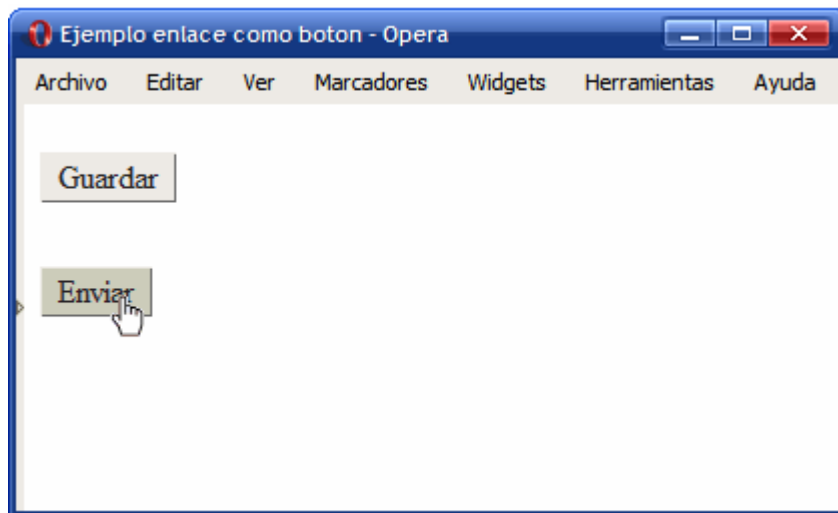 Ejemplo enlace como boton - Opera
Archivo Editar Ver Marcadores Widgets Herramientas Ayuda
Guardar
Enviar